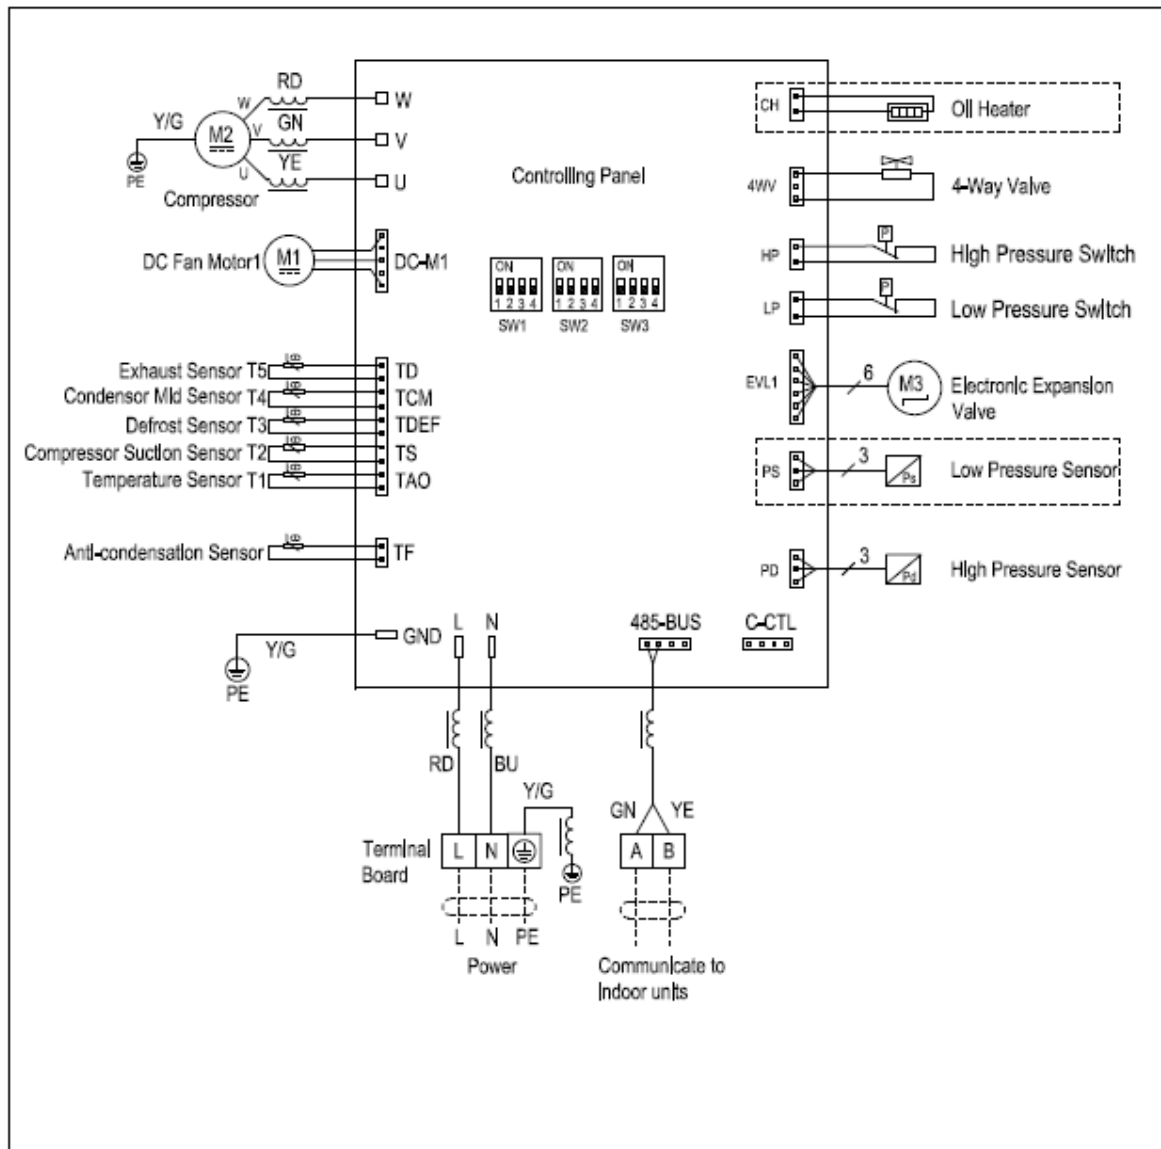 RD
W
W
GN
Y/G
M2
V
V
YE
U
U
PE
Compressor
Controlling Panel
CH
Oil Heater
4WV
4-Way Valve
DC Fan Motor1
M1
DC-M1
P
HP
High Pressure Switch
P
LP
Low Pressure Switch
ON
1 2 3 4
SW1
ON
1 2 3 4
SW2
ON
1 2 3 4
SW3
Exhaust Sensor T5
TD
Condensor Mid Sensor T4
TCM
Defrost Sensor T3
TDEF
Compressor Suction Sensor T2
TS
Temperature Sensor T1
TAO
EVL1
6
M3
Electronic Expansion
Valve
PS
3
Ps
Low Pressure Sensor
Anti-condensation Sensor
TF
PD
3
Pd
High Pressure Sensor
GND
Y/G
PE
L
N
485-BUS
C-CTL
RD
BU
Y/G
GN
YE
Terminal
Board
L
N
PE
A
B
L
N
PE
Power
Communicate to
Indoor units